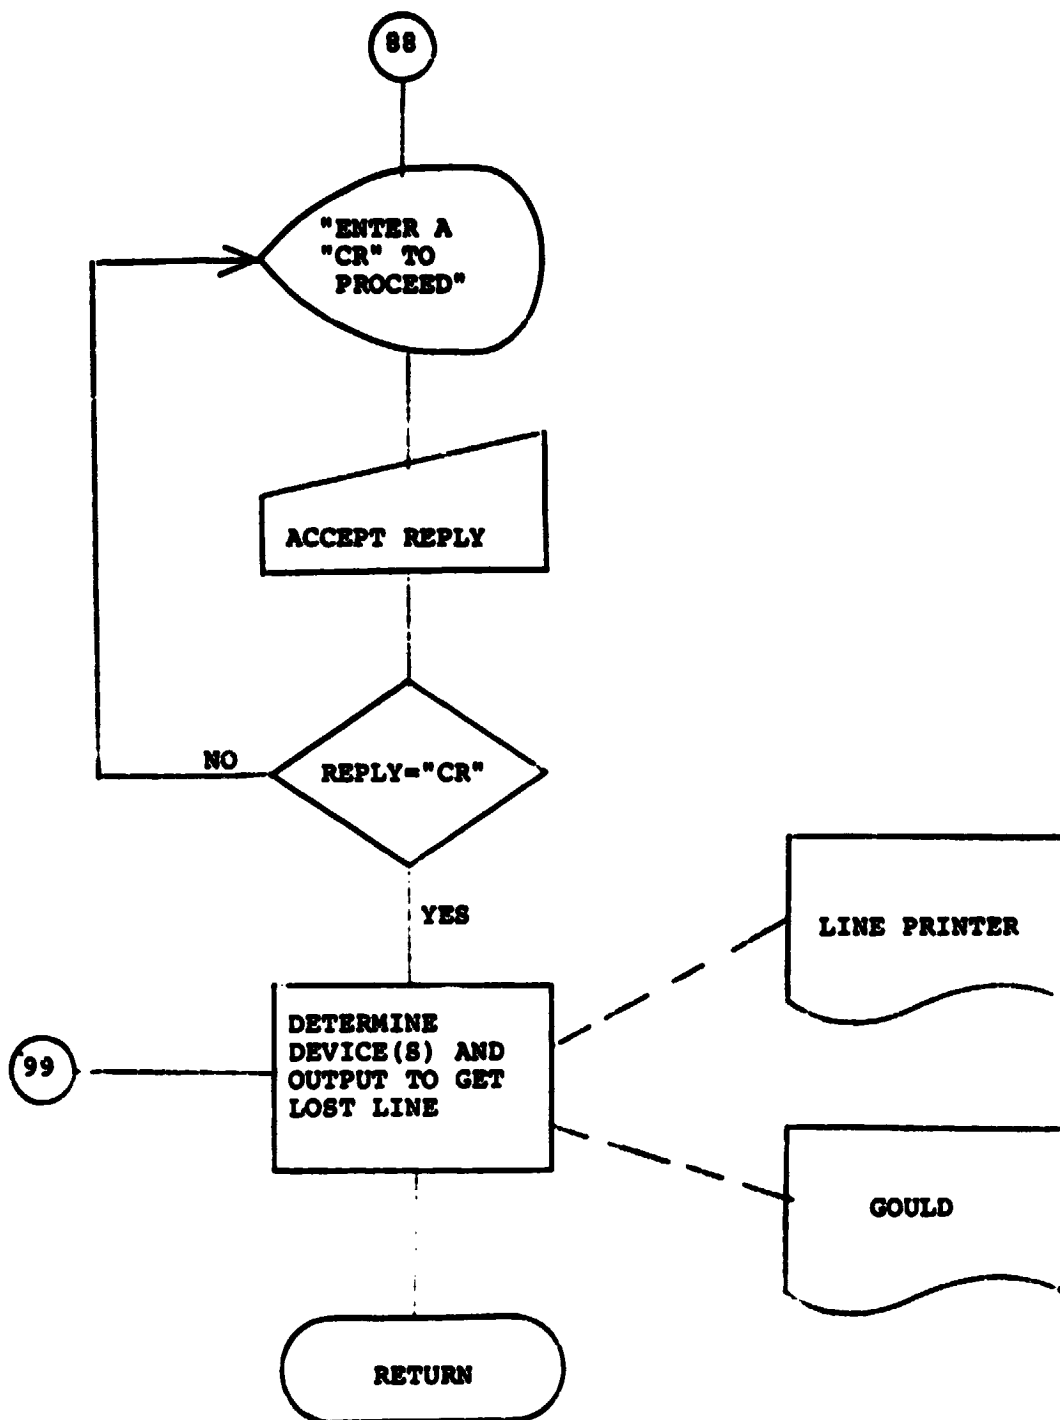 88
"ENTER A
"CR" TO
PROCEED"
ACCEPT REPLY
NO
REPLY="CR"
YES
LINE PRINTER
DETERMINE
DEVICE(S) AND
OUTPUT TO GET
LOST LINE
99
GOULD
RETURN